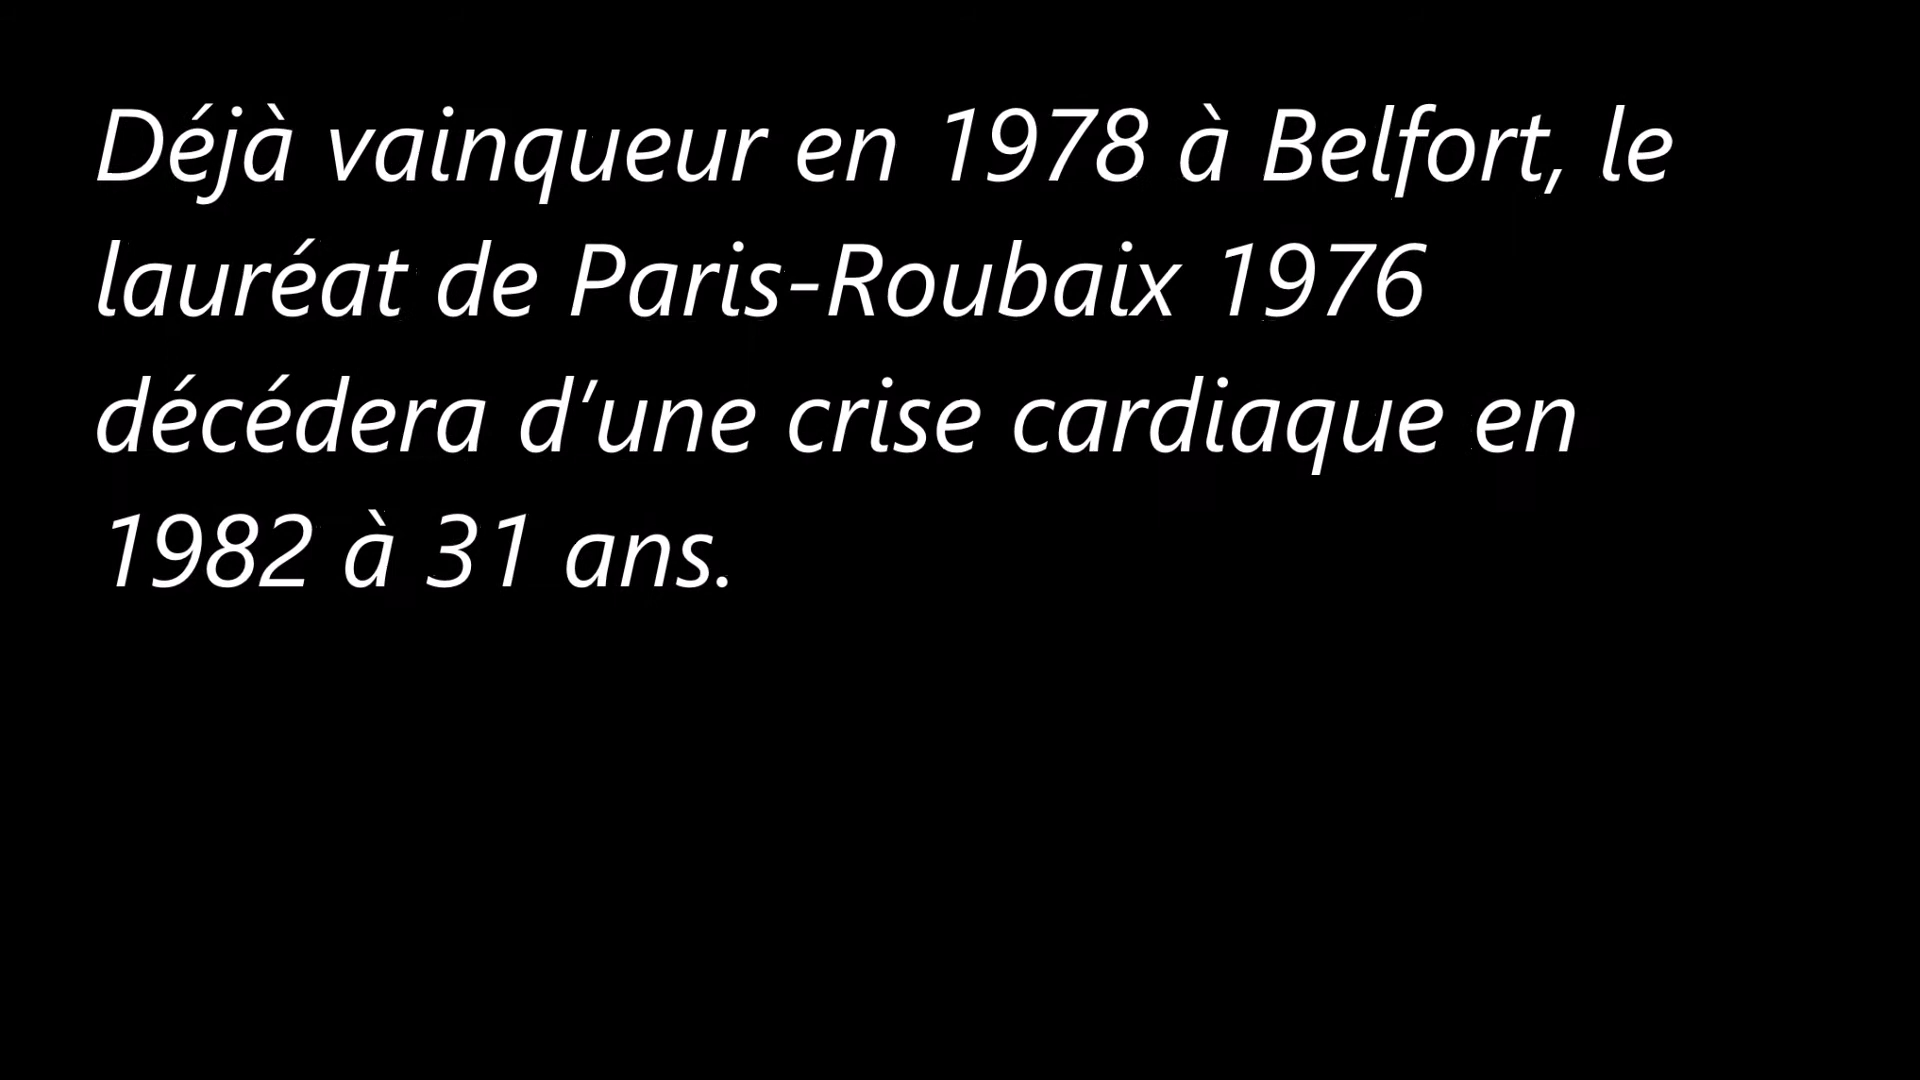 Déjà vainqueur en 1978 à Belfort, le
lauréat de Paris-Roubaix 1976
décédera d’une crise cardiaque en
1982 à 31 ans.